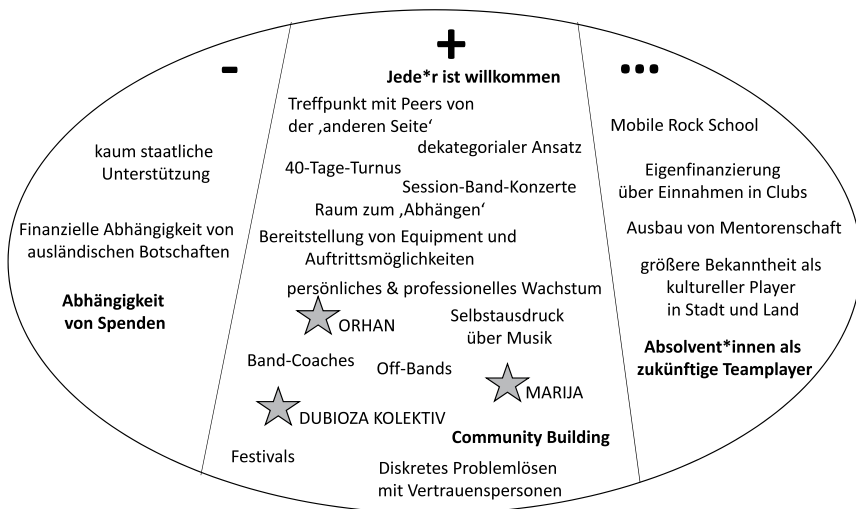 -
kaum staatliche
Unterstützung
Finanzielle Abhängigkeit von
ausländischen Botschaften
Abhängigkeit
von Spenden
+
Jede*r ist willkommen
Treffpunkt mit Peers von
der ‚anderen Seite‘
dekategorialer Ansatz
40-Tage-Turnus
Session-Band-Konzerte
Raum zum ‚Abhängen‘
Bereitstellung von Equipment und
Auftrittsmöglichkeiten
persönliches & professionelles Wachstum
ORHAN
Selbstausdruck
über Musik
Band-Coaches
Off-Bands
MARIJA
DUBIOZA KOLEKTIV
Community Building
Festivals
Diskretes Problemlösen
mit Vertrauenspersonen
...
Mobile Rock School
Eigenfinanzierung
über Einnahmen in Clubs
Ausbau von Mentorenschaft
größere Bekanntheit als
kultureller Player
in Stadt und Land
Absolvent*innen als
zukünftige Teamplayer